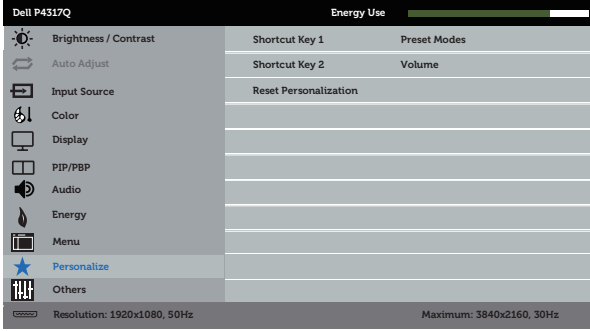 Dell P4317Q Energy Use
Brightness / Contrast Shortcut Key 1 Preset Modes
Auto Adjust Shortcut Key 2 Volume
Input Source Reset Personalization
Color
Display
PIP/PBP
Audio
Energy
Menu
Personalize
Others
Resolution: 1920x1080, 50Hz Maximum: 3840x2160, 30Hz